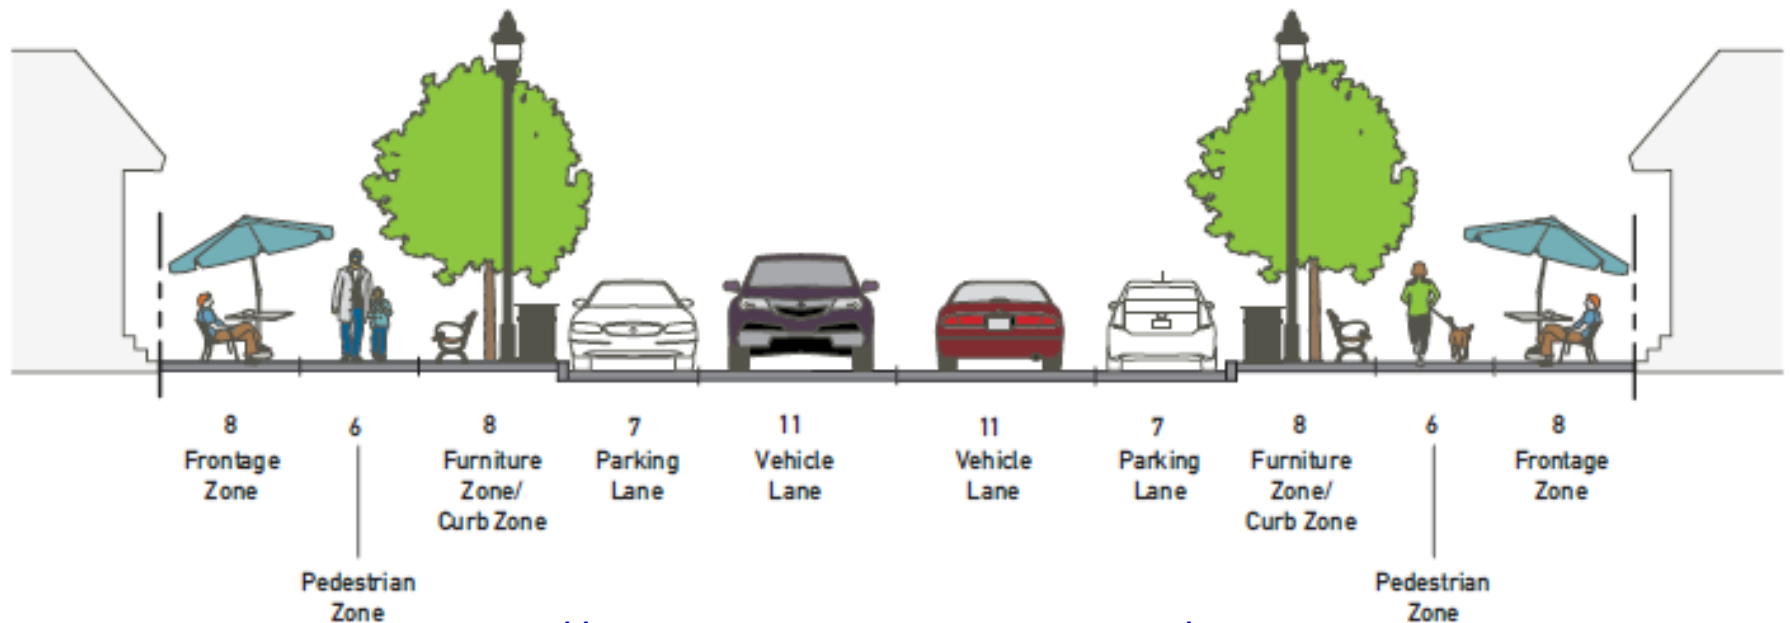 8 6 8 7 11 11 7 8 6 8
Frontage Furniture Parking Vehicle Vehicle Parking Furniture Frontage
Zone Zone/ Lane Lane Lane Lane Zone/ Zone
Curb Zone Curb Zone
Pedestrian Pedestrian
Zone Zone